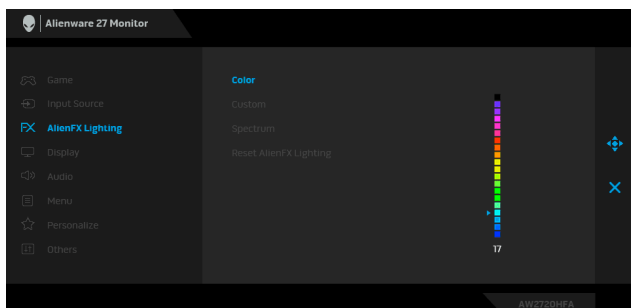 Alienware 27 Monitor
Game
Color
Input Source
Custom
AlienFX Lighting
Spectrum
Display
Reset AlienFX Lighting
Audio
Menu
Personalize
Others
17
AW2720HFA